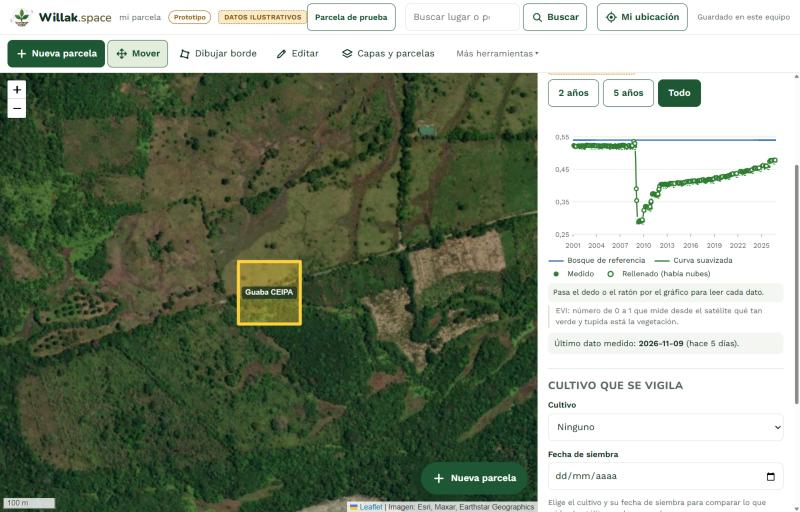 Willak.space mi parcela Prototipo DATOS ILUSTRATIVOS Parcela de prueba Buscar Mi ubicación Guardado en este equipo
Buscar lugar o
+ Nueva parcela Mover Dibujar borde Editar Capas y parcelas Más herramientas
+
−
Guaba CEIPA
+ Nueva parcela
100 m
Leaflet | Imagen: Esri, Maxar, Earthstar Geographics
2 años 5 años Todo
0,55
0,45
0,35
0,25
2001 2004 2007 2010 2013 2016 2019 2022 2025
Bosque de referencia Curva suavizada
Medido Rellenado (había nubes)
Pasa el dedo o el ratón por el gráfico para leer cada dato.
EVI: número de 0 a 1 que mide desde el satélite qué tan
verde y tupida está la vegetación.
Último dato medido: 2026-11-09 (hace 5 días).
CULTIVO QUE SE VIGILA
Cultivo
Ninguno
Fecha de siembra
dd/mm/aaaa
Elige el cultivo y su fecha de siembra para comparar lo que